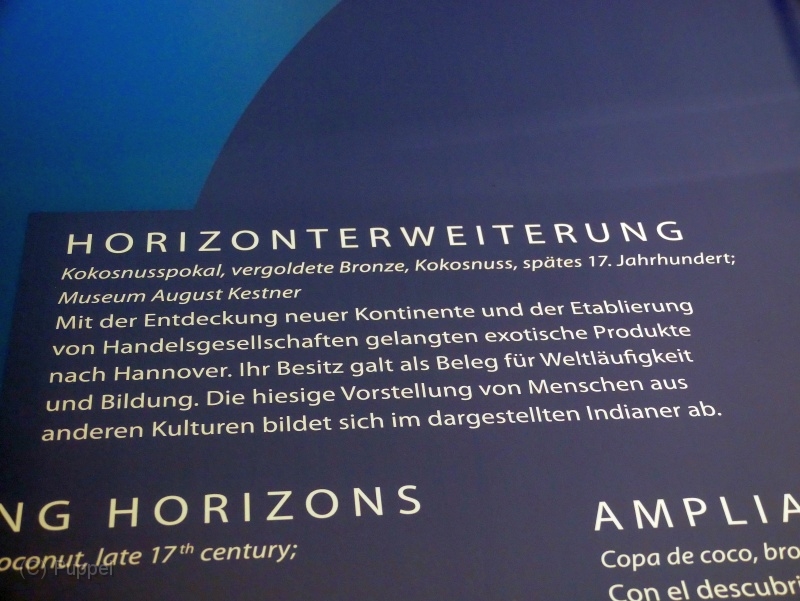 HORIZONTERWEITERUNG
Kokosnusspokal, vergoldete Bronze, Kokosnuss, spätes 17. Jahrhundert;
Museum August Kestner
Mit der Entdeckung neuer Kontinente und der Etablierung
von Handelsgesellschaften gelangten exotische Produkte
nach Hannover. Ihr Besitz galt als Beleg für Weltläufigkeit
und Bildung. Die hiesige Vorstellung von Menschen aus
anderen Kulturen bildet sich im dargestellten Indianer ab.
NG HORIZONS
oconut, late 17th century;
AMPLIA
Copa de coco, bro
Con el descubri
(C) Puppel